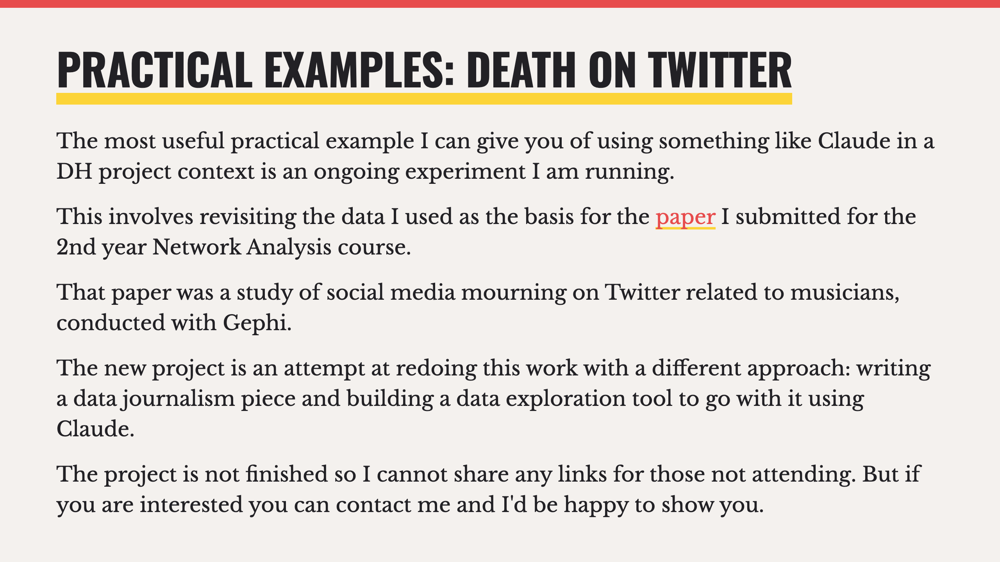 PRACTICAL EXAMPLES: DEATH ON TWITTER
The most useful practical example I can give you of using something like Claude in a
DH project context is an ongoing experiment I am running.
This involves revisiting the data I used as the basis for the paper I submitted for the
2nd year Network Analysis course.
That paper was a study of social media mourning on Twitter related to musicians,
conducted with Gephi.
The new project is an attempt at redoing this work with a different approach: writing
a data journalism piece and building a data exploration tool to go with it using
Claude.
The project is not finished so I cannot share any links for those not attending. But if
you are interested you can contact me and I'd be happy to show you.